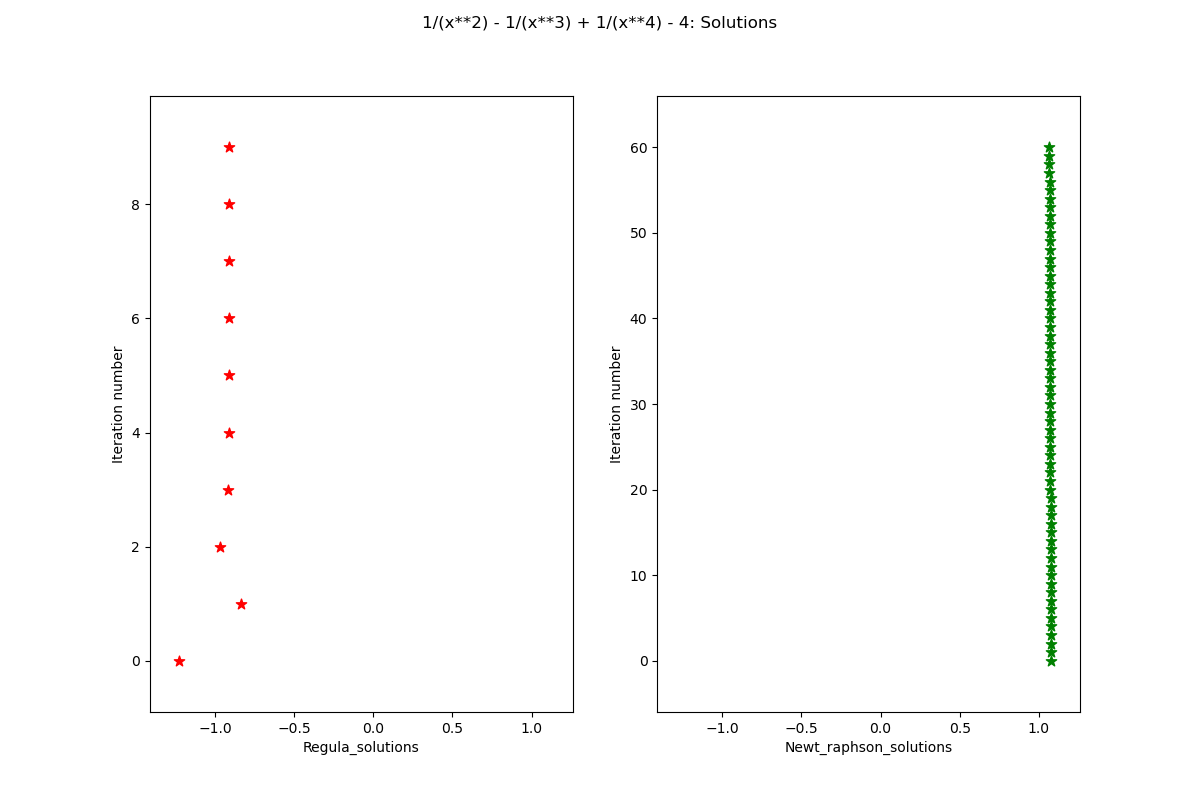 1/(x**2) - 1/(x**3) + 1/(x**4) - 4: Solutions
Iteration number
8
6
4
2
0
−1.0 −0.5 0.0 0.5 1.0
Regula_solutions
Iteration number
60
50
40
30
20
10
0
−1.0 −0.5 0.0 0.5 1.0
Newt_raphson_solutions